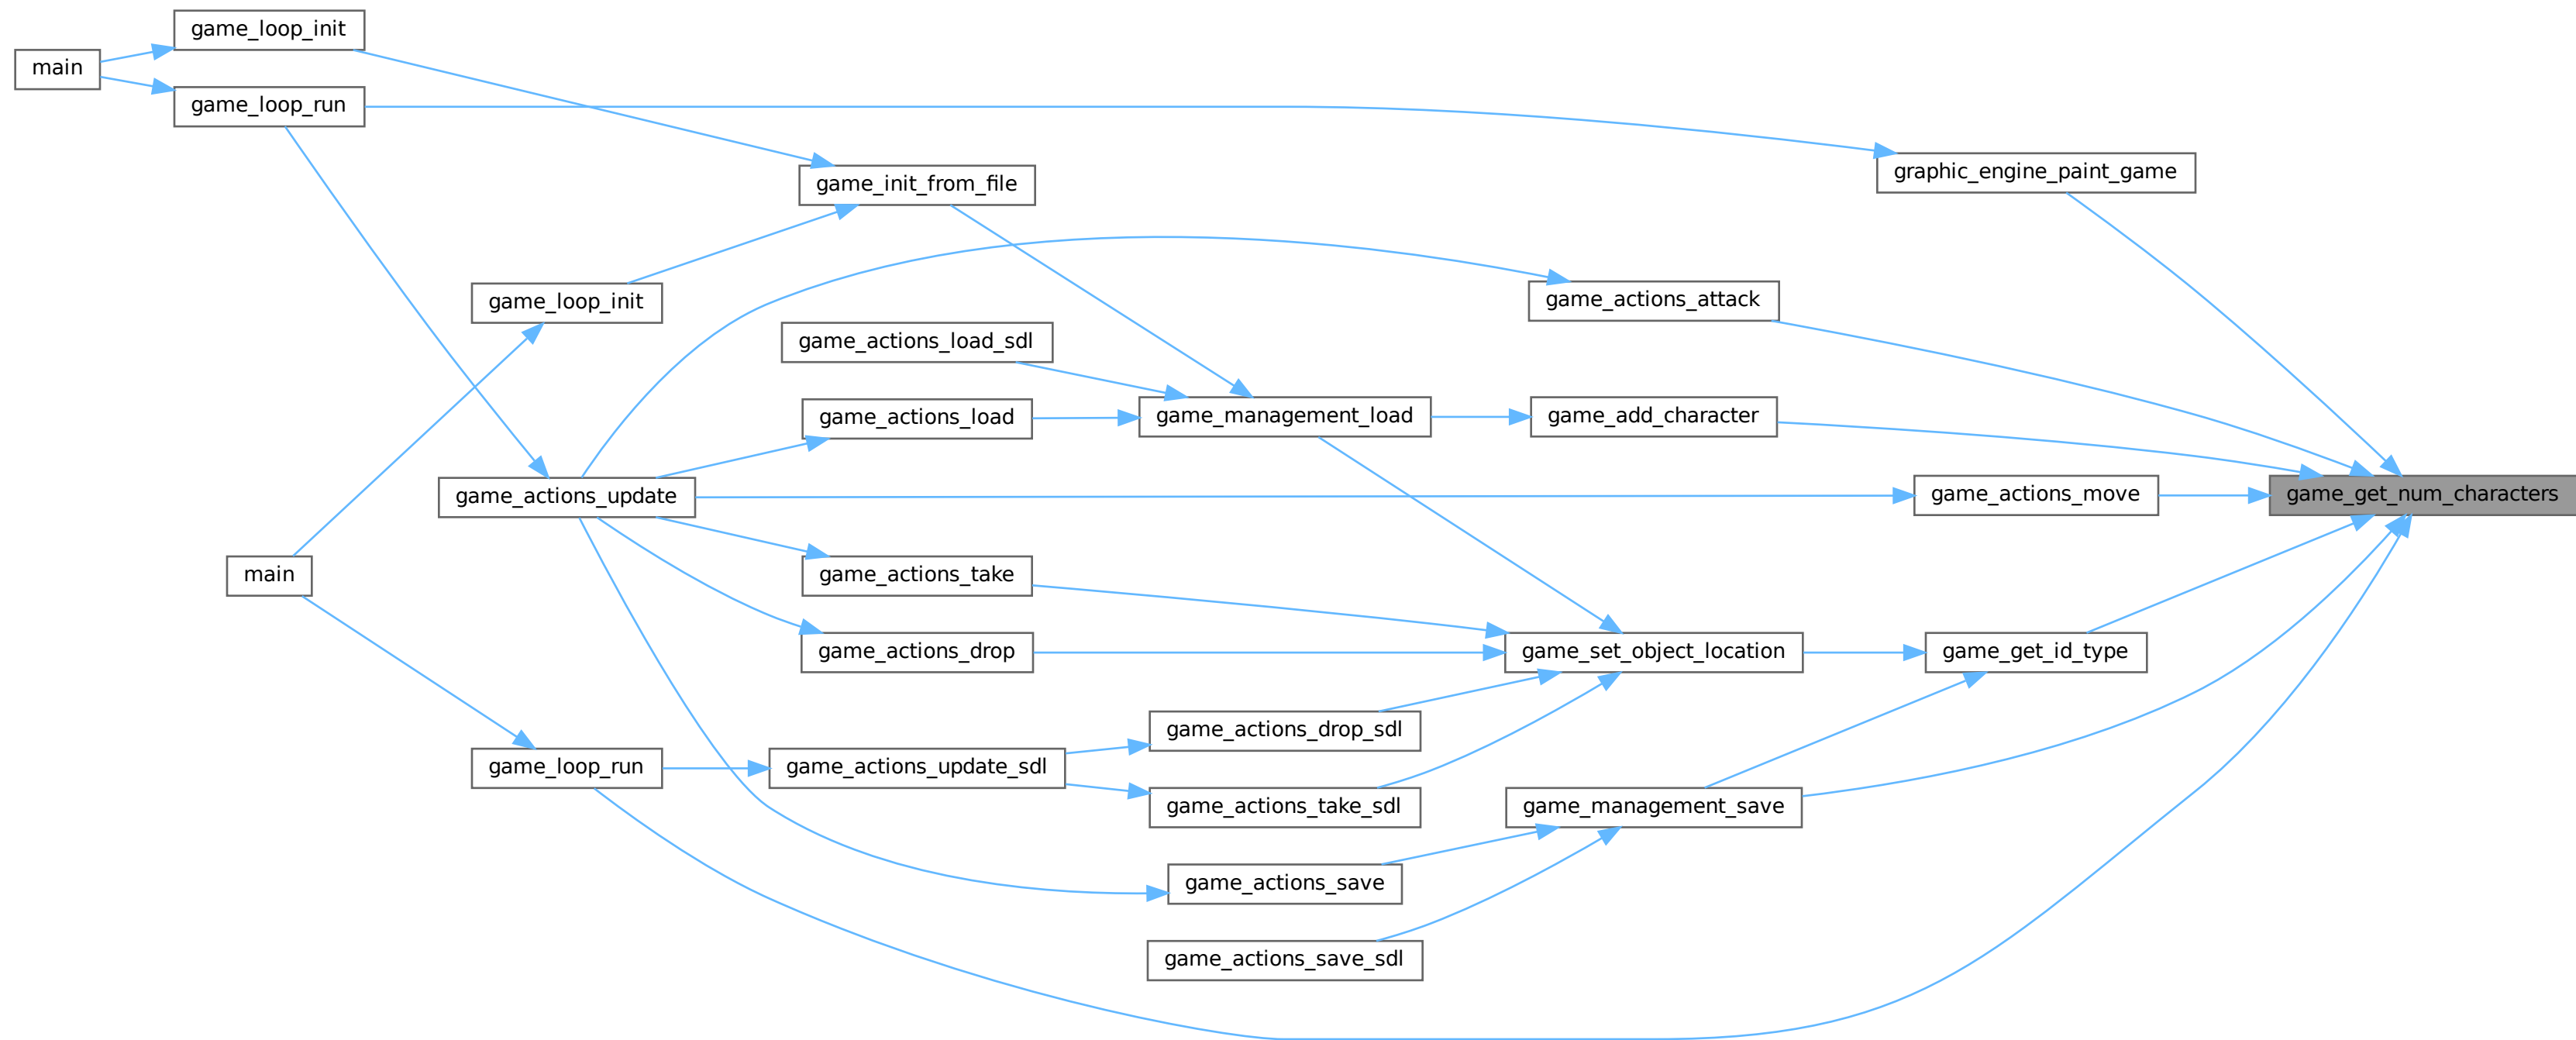 game_loop_init
main
game_loop_run
graphic_engine_paint_game
game_init_from_file
game_loop_init
game_actions_attack
game_actions_load_sdl
game_actions_load
game_management_load
game_add_character
game_actions_update
game_actions_move
game_get_num_characters
main
game_actions_take
game_actions_drop
game_set_object_location
game_get_id_type
game_actions_drop_sdl
game_loop_run
game_actions_update_sdl
game_actions_take_sdl
game_management_save
game_actions_save
game_actions_save_sdl